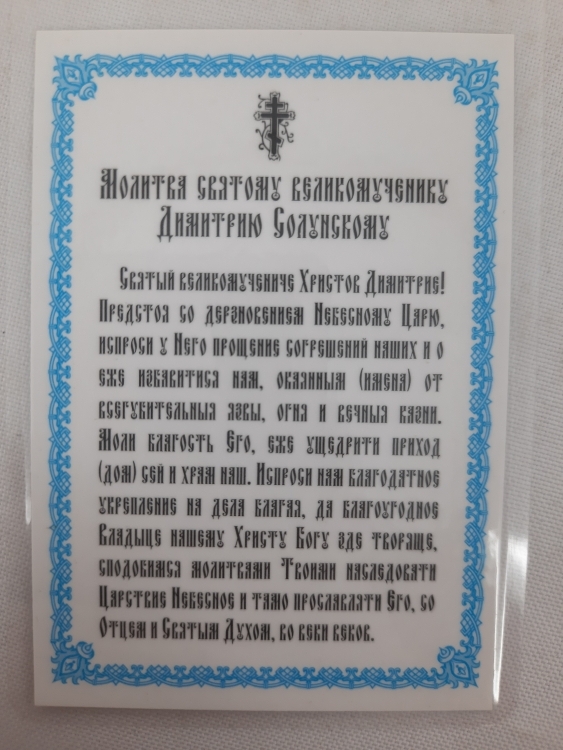 Молитва святому великомученику
Димитрию Солунскому
Святый великомучениче Христов Димитрие!
Предстоя со дерзновением Небесному Царю,
испроси у Него прощение согрешений наших и о
еже избавитися нам, окаянным (имена) от
всегубительныя язвы, огня и вечныя казни.
Моли благость Его, еже ущедрити приход
(дом) сей и храм наш. Испроси нам благодатное
укрепление на дела благая, да благоугодное
Владыце нашему Христу Богу зде творяще,
сподобимся молитвами Твоими наследовати
Царствие Небесное и тамо прославляти Его, со
Отцем и Святым Духом, во веки веков.